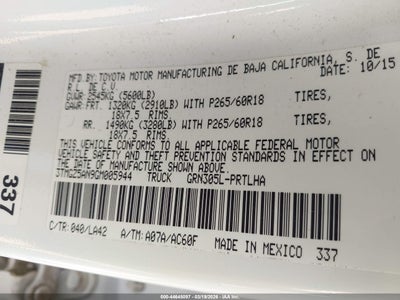 MFD.BY: TOYOTA MOTOR MANUFACTURING DE BAJA CALIFORNIA, S. DE
R. L. DE C.V. DATE: 10/15
GVWR: 2545KG (5600LB)
GAWR: FRT. 1320KG (2910LB) WITH P265/60R18 TIRES,
18X7.5 RIMS
RR. 1490KG (3280LB) WITH P265/60R18 TIRES,
18X7.5 RIMS
THIS VEHICLE CONFORMS TO ALL APPLICABLE FEDERAL MOTOR
VEHICLE SAFETY AND THEFT PREVENTION STANDARDS IN EFFECT
ON THE DATE OF MANUFACTURE SHOWN ABOVE.
3TMGZ5AN9GM005944 TRUCK GRN305L-PRTLHA
C/TR: 040/LA42 A/TM: A07A/AC60F MADE IN MEXICO 337
337